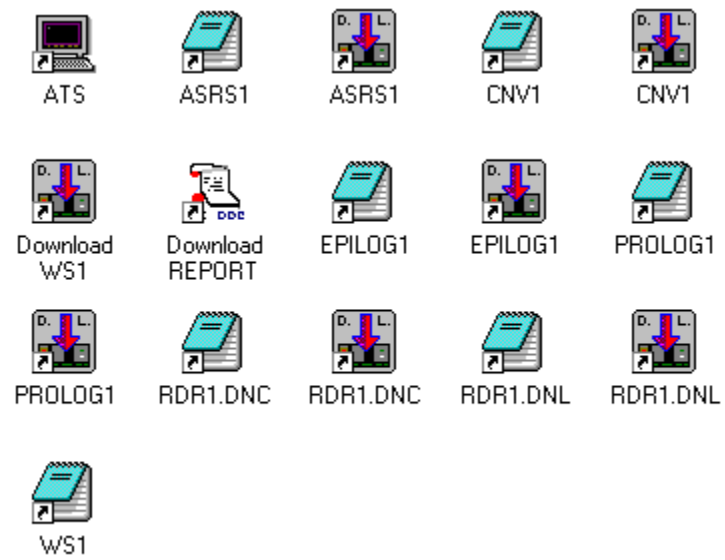 ATS
ASRS1
ASRS1
CNV1
CNV1
D. L.
D. L.
Download
WS1
Download
REPORT
EPILOG1
EPILOG1
PROLOG1
D. L.
DDE
D. L.
PROLOG1
RDR1.DNC
RDR1.DNC
RDR1.DNL
RDR1.DNL
D. L.
D. L.
D. L.
WS1